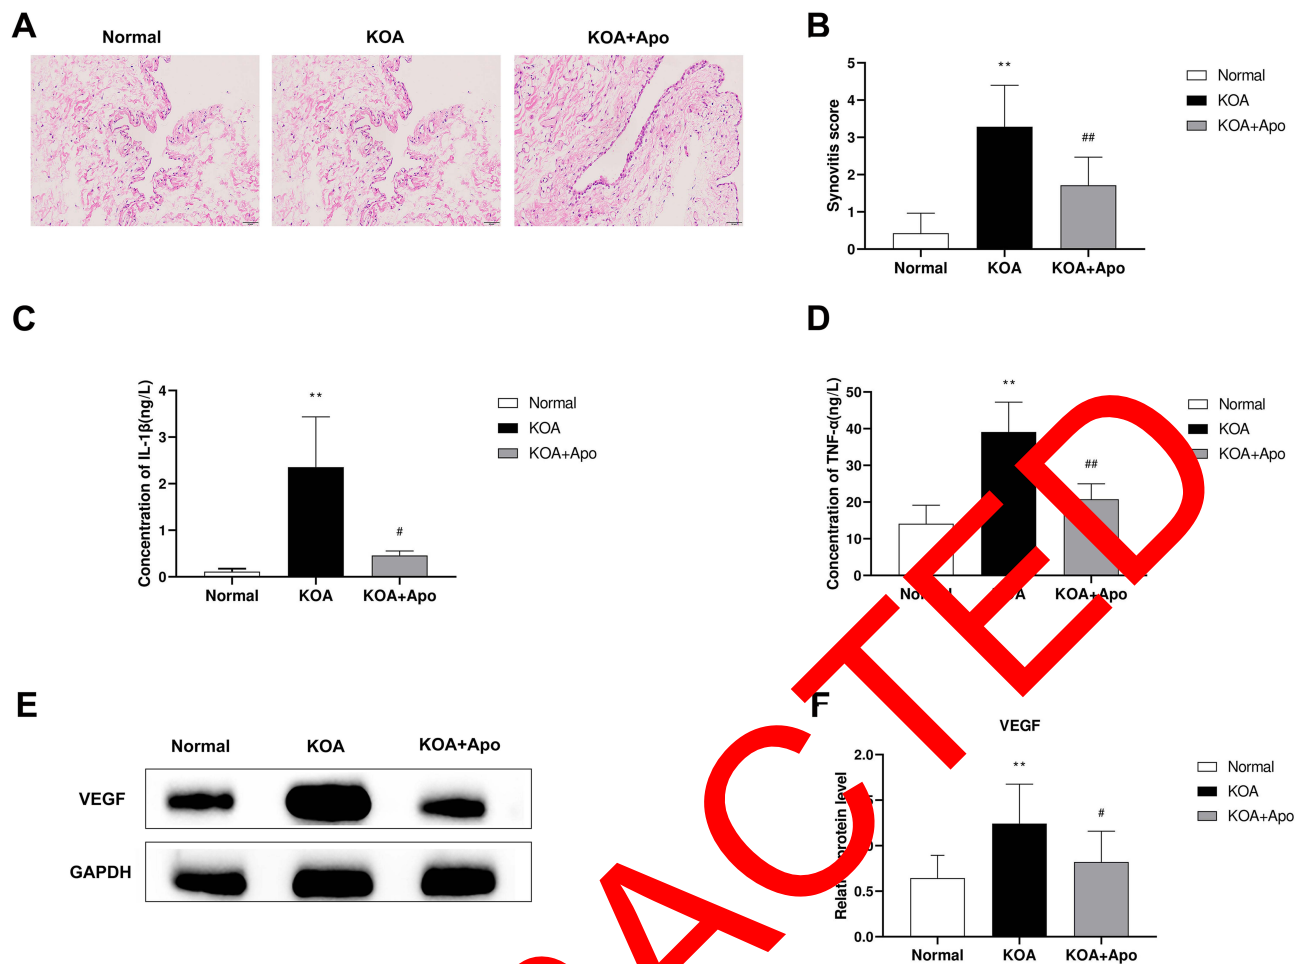 A
Normal
KOA
KOA+Apo
B
Synovitis score
5
4
3
2
1
0
**
##
Normal
KOA
KOA+Apo
Normal
KOA
KOA+Apo
C
Concentration of IL-1β(ng/L)
4
3
2
1
0
**
#
Normal
KOA
KOA+Apo
Normal
KOA
KOA+Apo
D
Concentration of TNF-α(ng/L)
50
40
30
20
10
0
**
##
KOA+Apo
Normal
KOA
KOA+Apo
E
Normal
KOA
KOA+Apo
VEGF
GAPDH
F
VEGF
2.0
0.5
0.0
**
#
protein level
Normal
KOA
KOA+Apo
Normal
KOA
KOA+Apo
ACTED